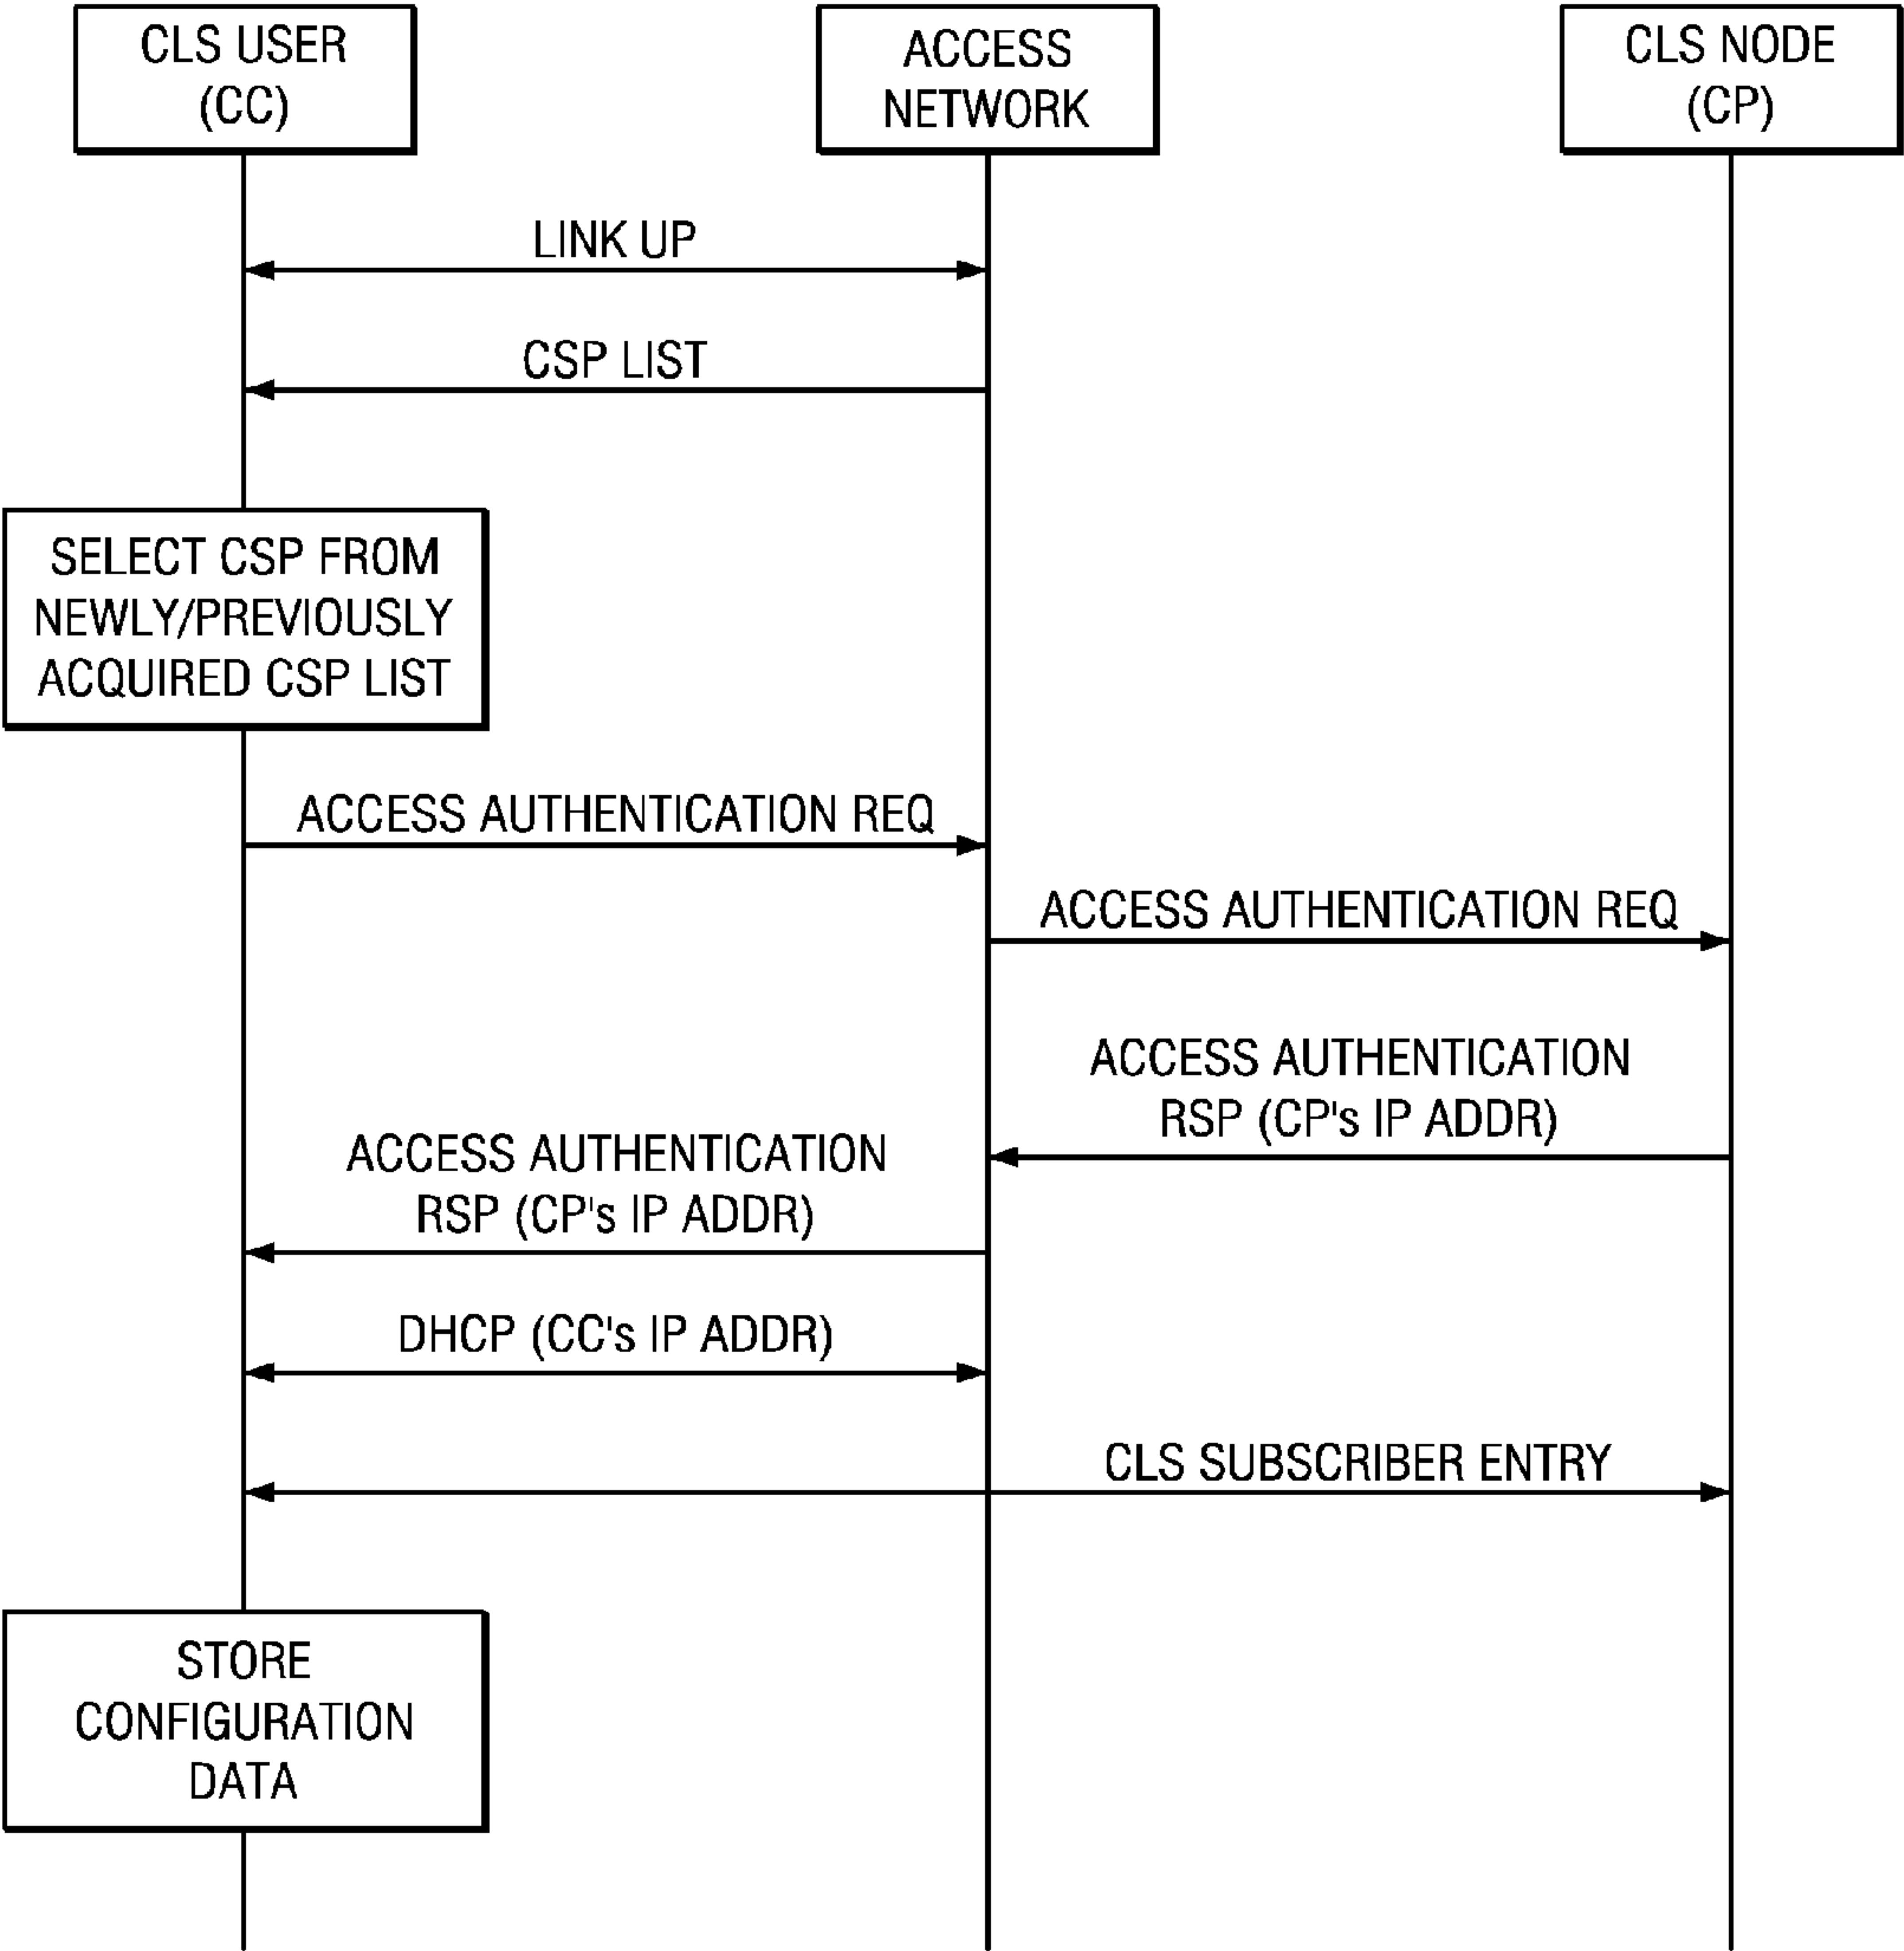 CLS USER
(CC)
ACCESS
NETWORK
CLS NODE
(CP)
LINK UP
CSP LIST
SELECT CSP FROM
NEWLY/PREVIOUSLY
ACQUIRED CSP LIST
ACCESS AUTHENTICATION REQ
ACCESS AUTHENTICATION REQ
ACCESS AUTHENTICATION
RSP (CP's IP ADDR)
ACCESS AUTHENTICATION
RSP (CP's IP ADDR)
DHCP (CC's IP ADDR)
CLS SUBSCRIBER ENTRY
STORE
CONFIGURATION
DATA